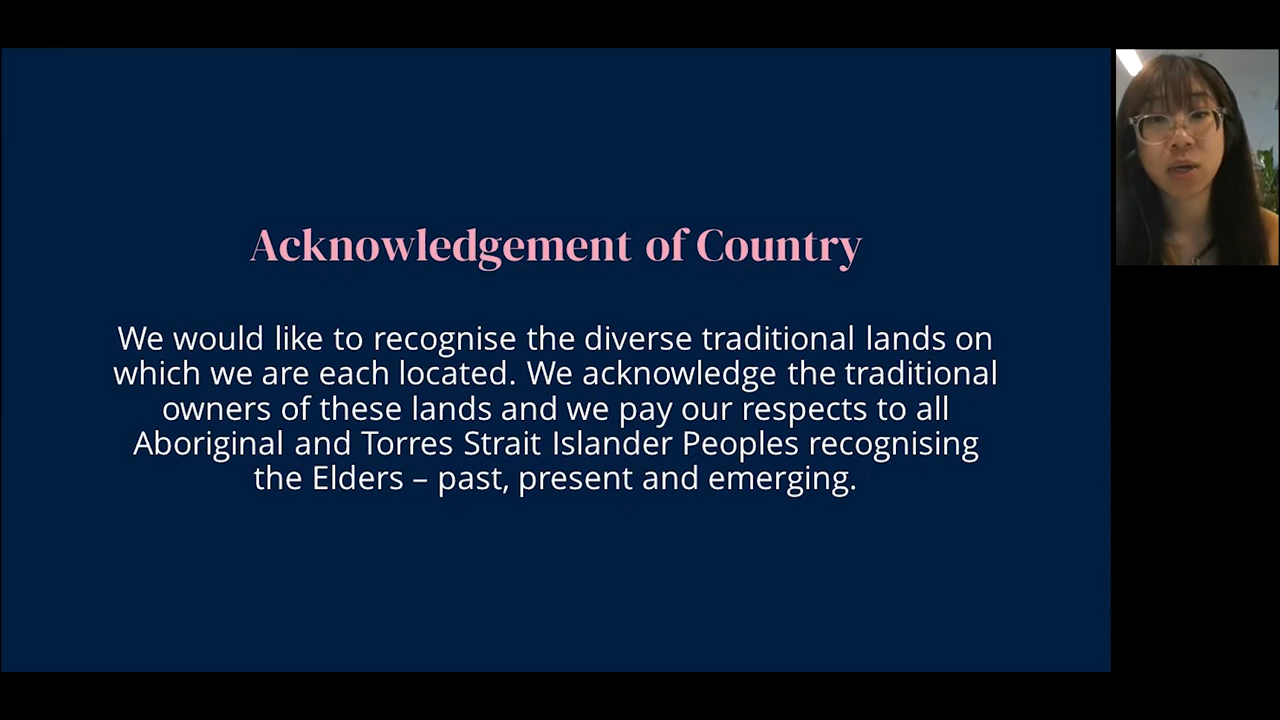 Acknowledgement of Country
We would like to recognise the diverse traditional lands on
which we are each located. We acknowledge the traditional
owners of these lands and we pay our respects to all
Aboriginal and Torres Strait Islander Peoples recognising
the Elders – past, present and emerging.